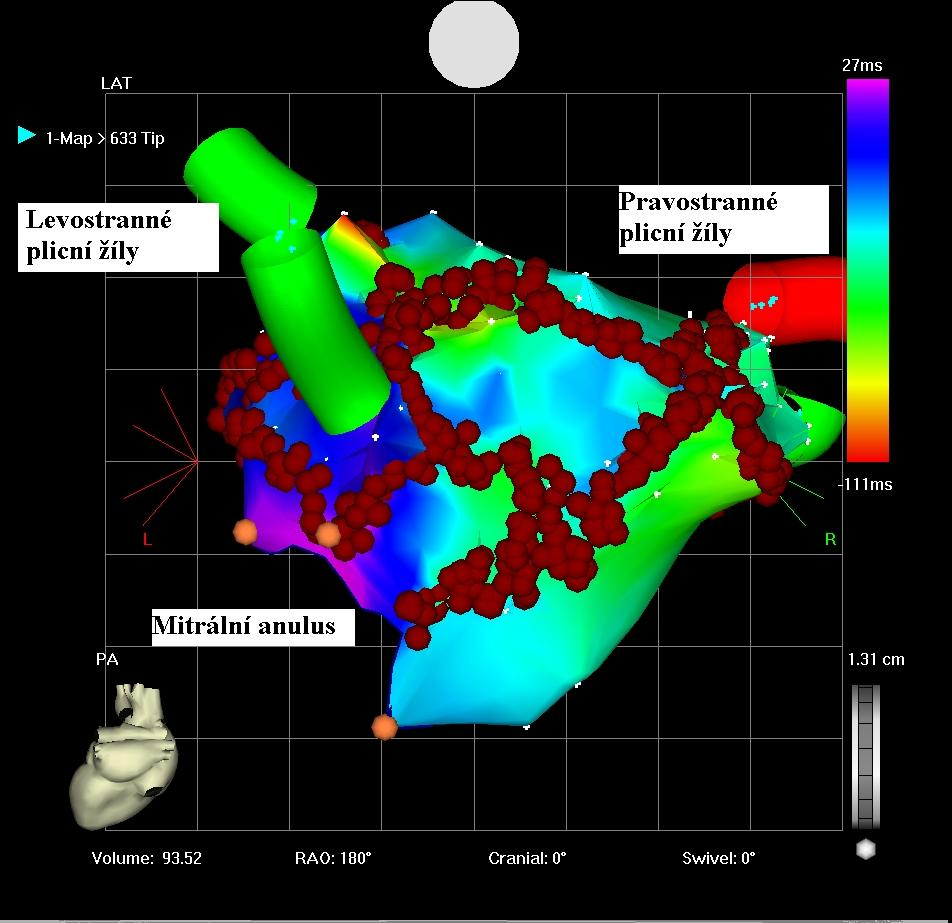 27ms
LAT
1-Map > 633 Tip
Levostranné
plicní žíly
Pravostranné
plicní žíly
-111ms
L
R
Mitrální anulus
PA
1.31 cm
Volume: 93.52
RAO: 180°
Cranial: 0°
Swivel: 0°